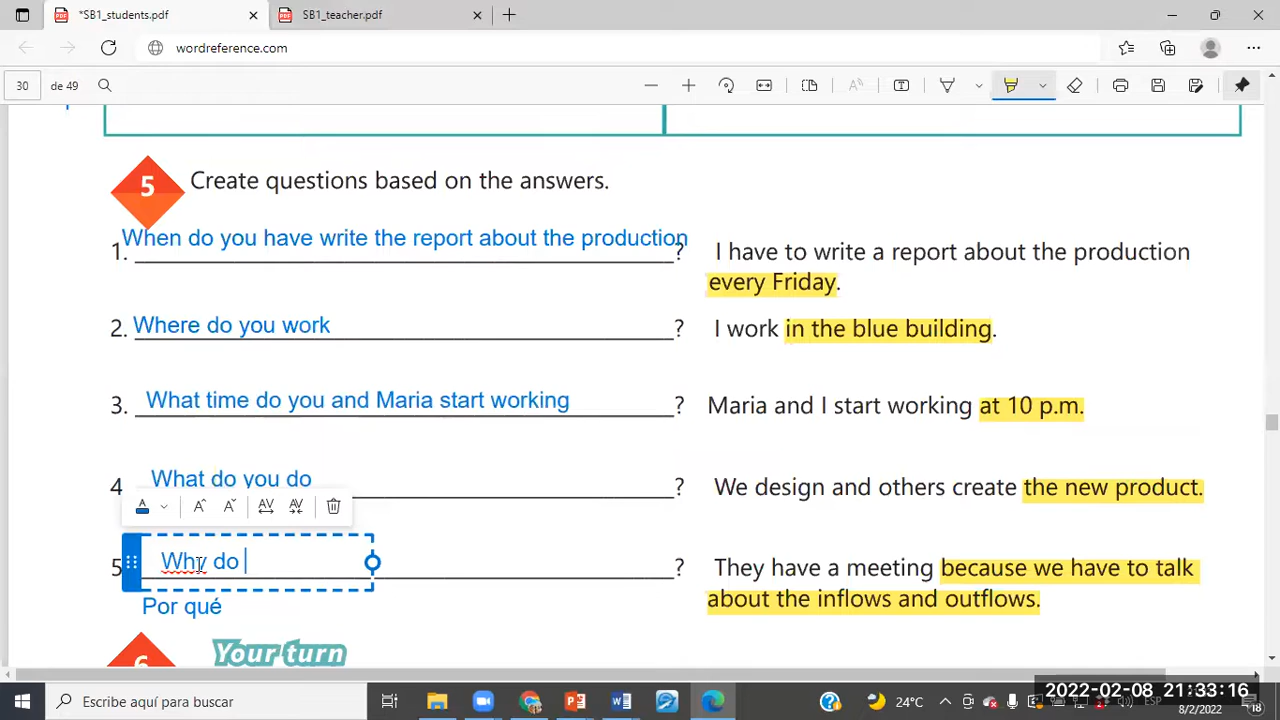 *SB1_students.pdf
SB1_teacher.pdf
wordreference.com
30 de 49
5 Create questions based on the answers.
When do you have write the report about the production
1. ? I have to write a report about the production
every Friday.
2. Where do you work ? I work in the blue building.
3. What time do you and Maria start working ? Maria and I start working at 10 p.m.
What do you do
4 ? We design and others create the new product.
5 Why do ? They have a meeting because we have to talk
about the inflows and outflows.
Por qué
6 Your turn
Escribe aquí para buscar
24°C
ESP
2022-02-08 21:33:16
8/2/2022
18